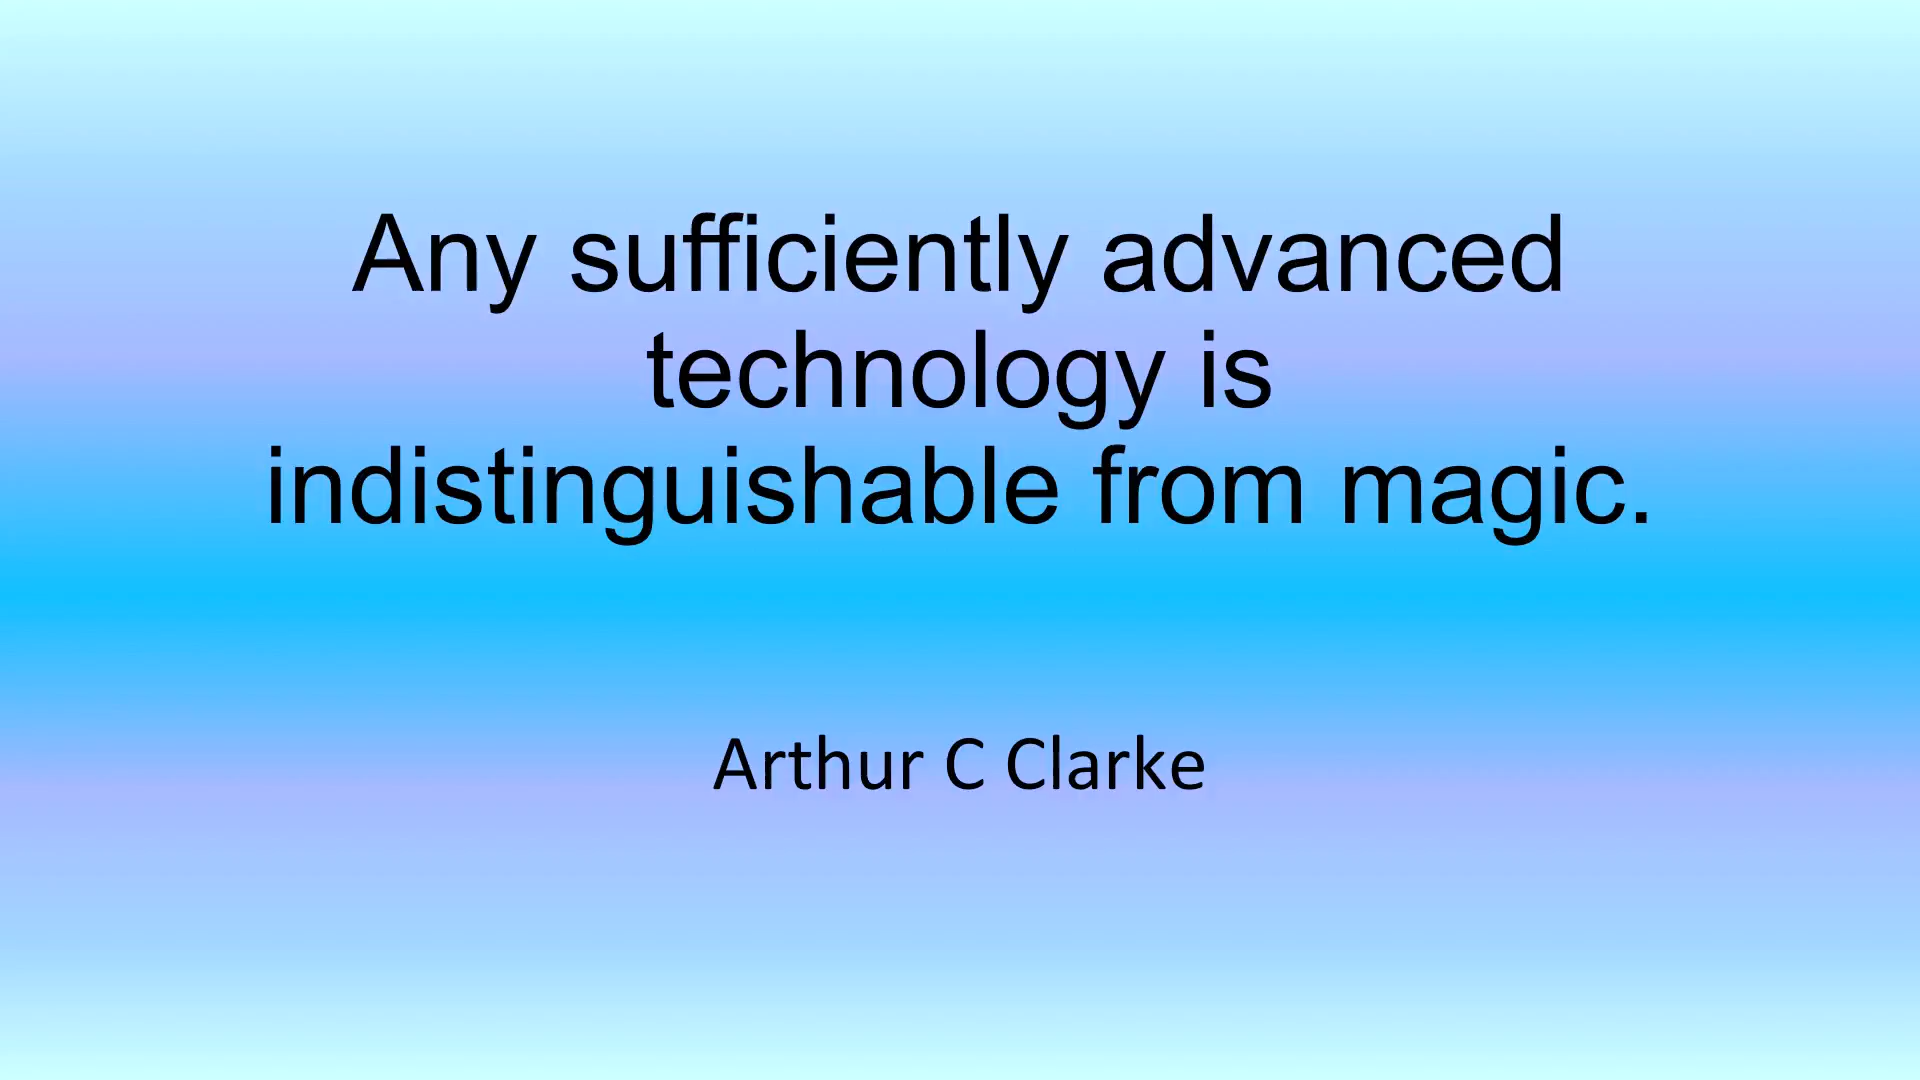 Any sufficiently advanced
technology is
indistinguishable from magic.
Arthur C Clarke